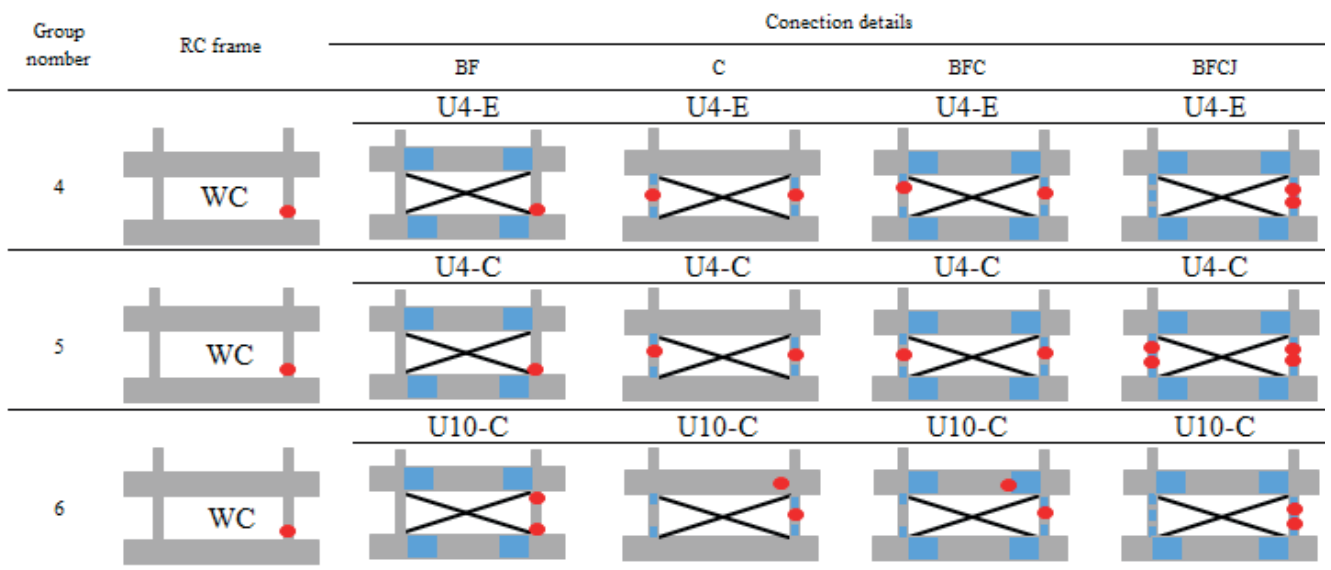 Group nomber RC frame Conection details
BF C BFC BFCJ
U4-E U4-E U4-E U4-E
4 WC
U4-C U4-C U4-C U4-C
5 WC
U10-C U10-C U10-C U10-C
6 WC